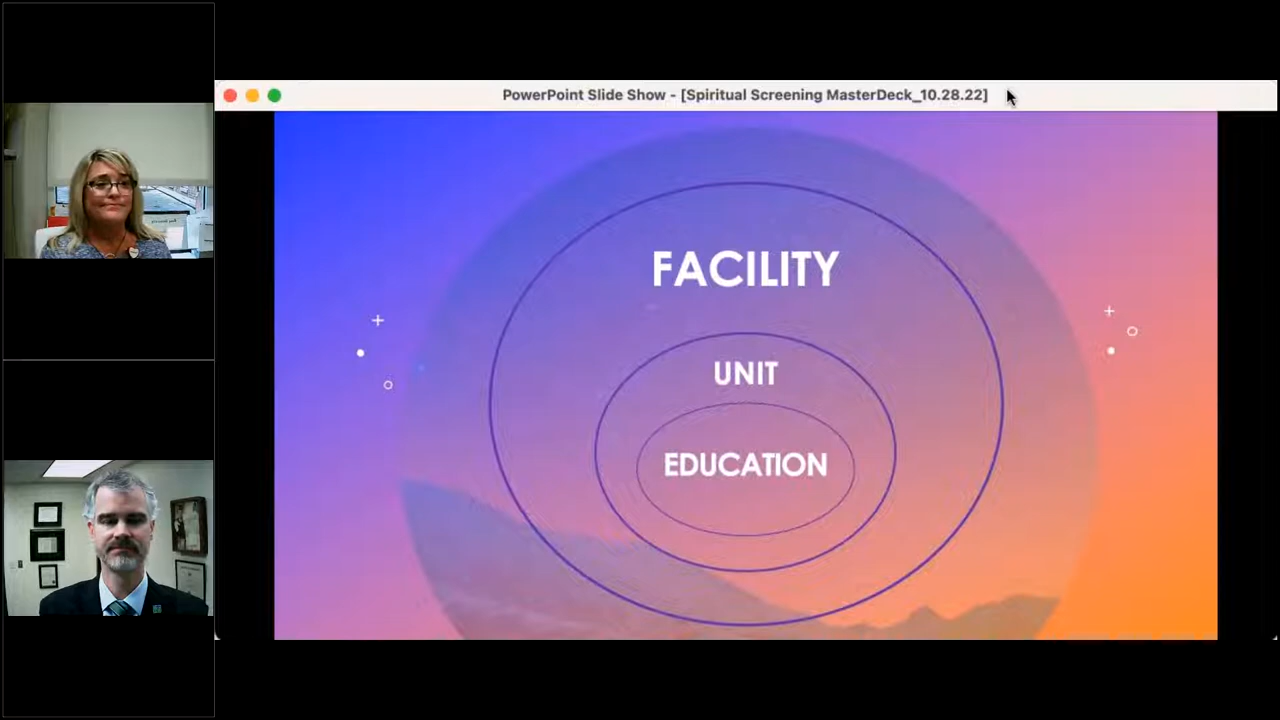 PowerPoint Slide Show - [Spiritual Screening MasterDeck_10.28.22]
FACILITY
UNIT
EDUCATION